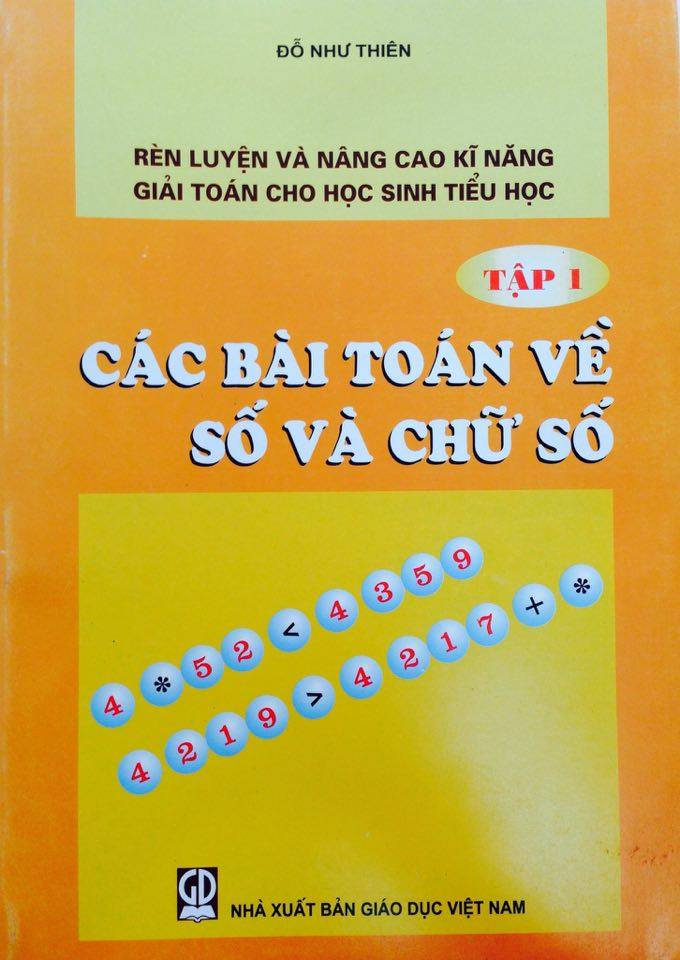 ĐỖ NHƯ THIÊN
RÈN LUYỆN VÀ NÂNG CAO KĨ NĂNG
GIẢI TOÁN CHO HỌC SINH TIỂU HỌC
TẬP 1
CÁC BÀI TOÁN VỀ
SỐ VÀ CHỮ SỐ
4 * 5 2 < 4 3 5 9
4 2 1 9 > 4 2 1 7 + *
GD
NHÀ XUẤT BẢN GIÁO DỤC VIỆT NAM